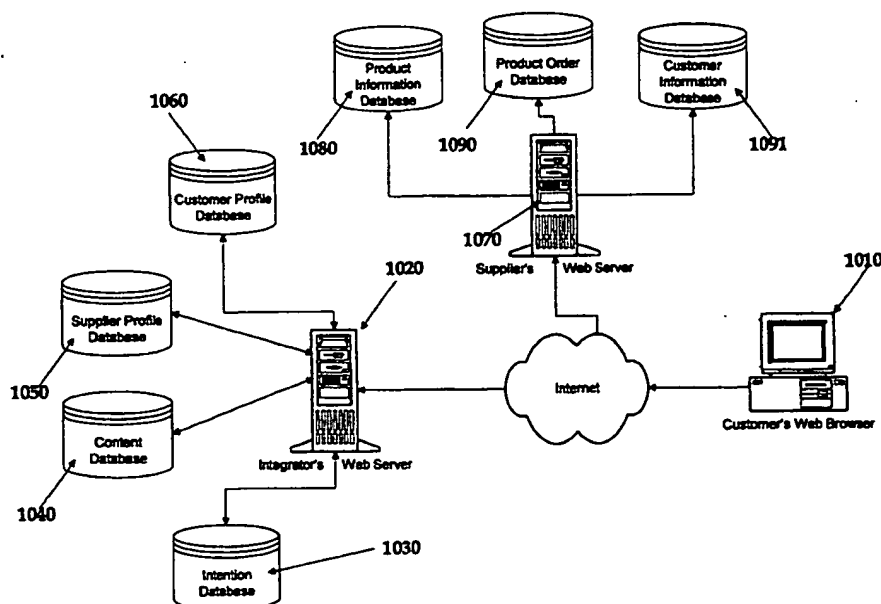 Product
Information
Database
1080
Product Order
Database
1090
Customer
Information
Database
1091
1060
Customer Profile
Database
1070
Supplier's Web Server
1010
1020
Supplier Profile
Database
1050
Internet
Customer's Web Browser
Content
Database
1040
Integrator's Web Server
1030
Intention
Database